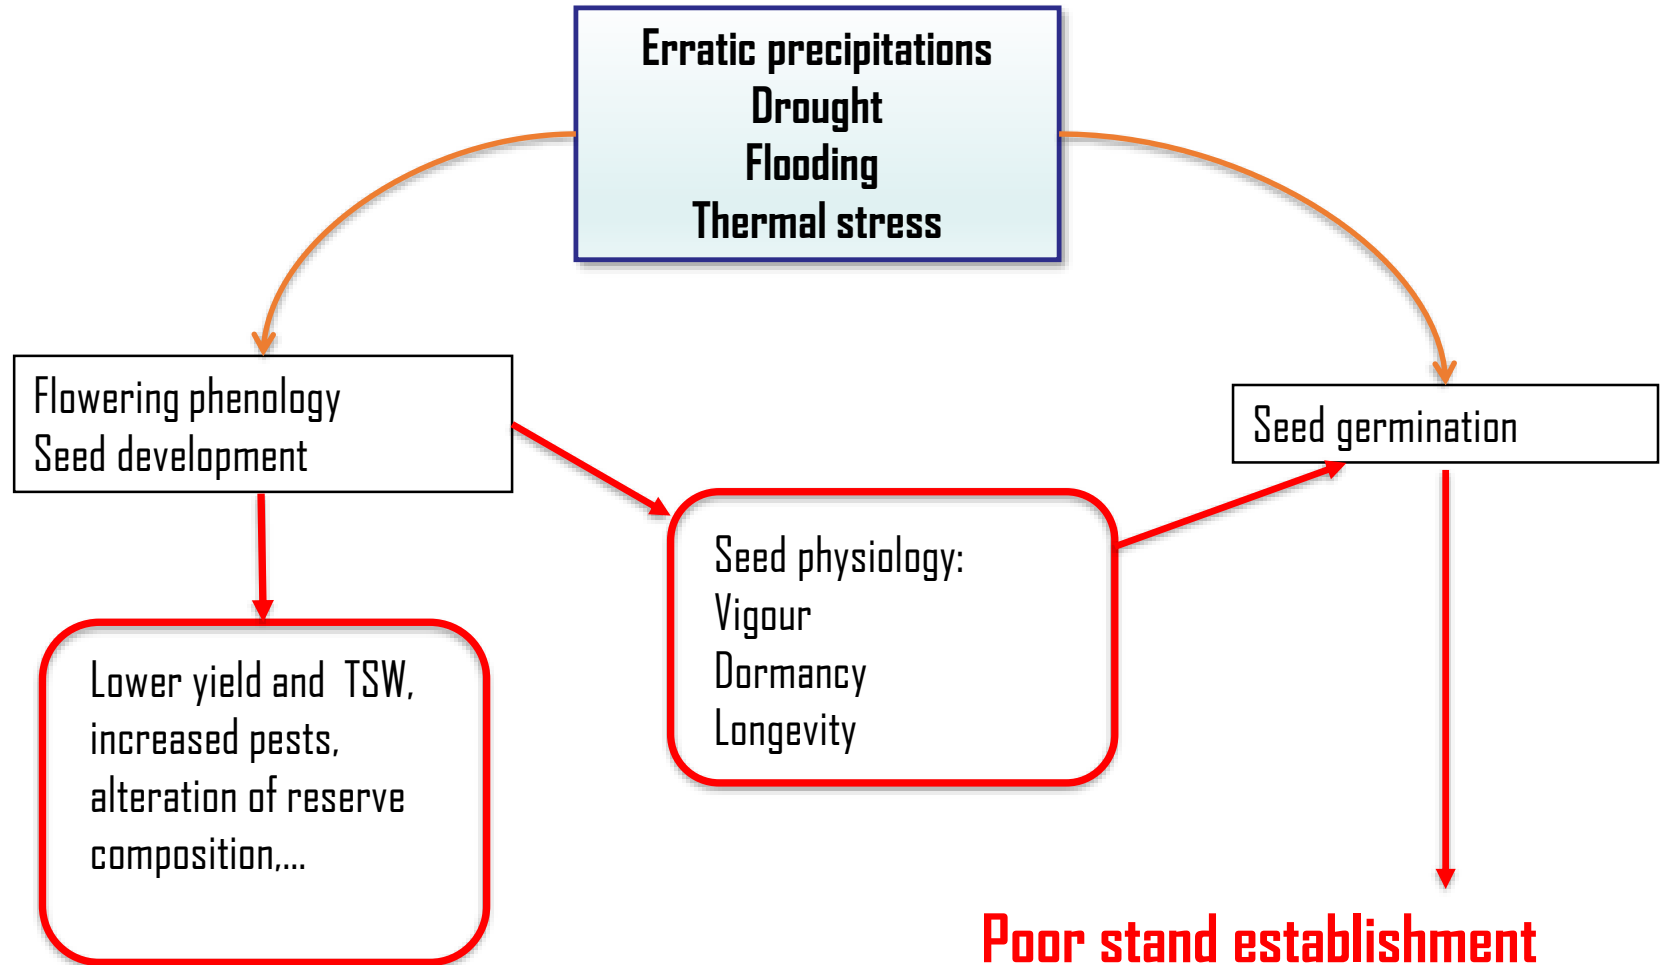 Erratic precipitations
Drought
Flooding
Thermal stress
Flowering phenology
Seed development
Seed germination
Seed physiology:
Vigour
Dormancy
Longevity
Lower yield and TSW,
increased pests,
alteration of reserve
composition,...
Poor stand establishment